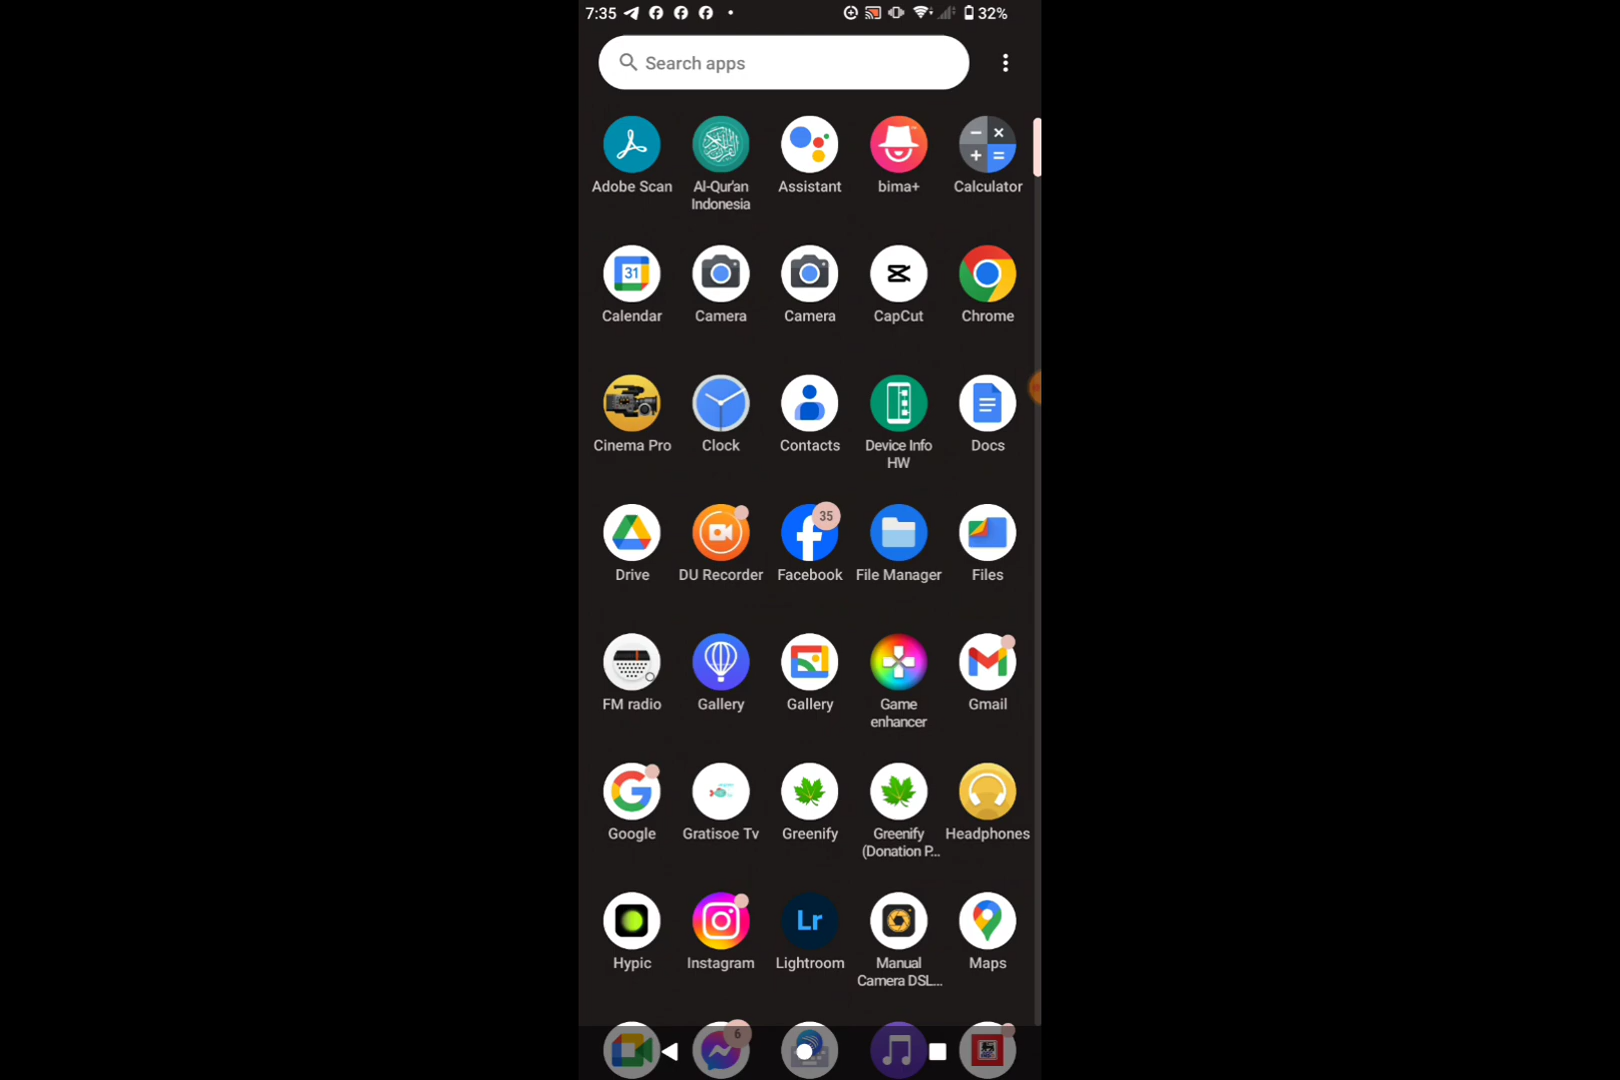 7:35 32%
Search apps
Adobe Scan Al-Qur'an Assistant bima+ Calculator
Indonesia
31
Calendar Camera Camera CapCut Chrome
Cinema Pro Clock Contacts Device Info Docs
HW
35
Drive DU Recorder Facebook File Manager Files
FM radio Gallery Gallery Game Gmail
enhancer
Google Gratisoe Tv Greenify Greenify Headphones
(Donation P...
Lr
Hypic Instagram Lightroom Manual Maps
Camera DSL...
6